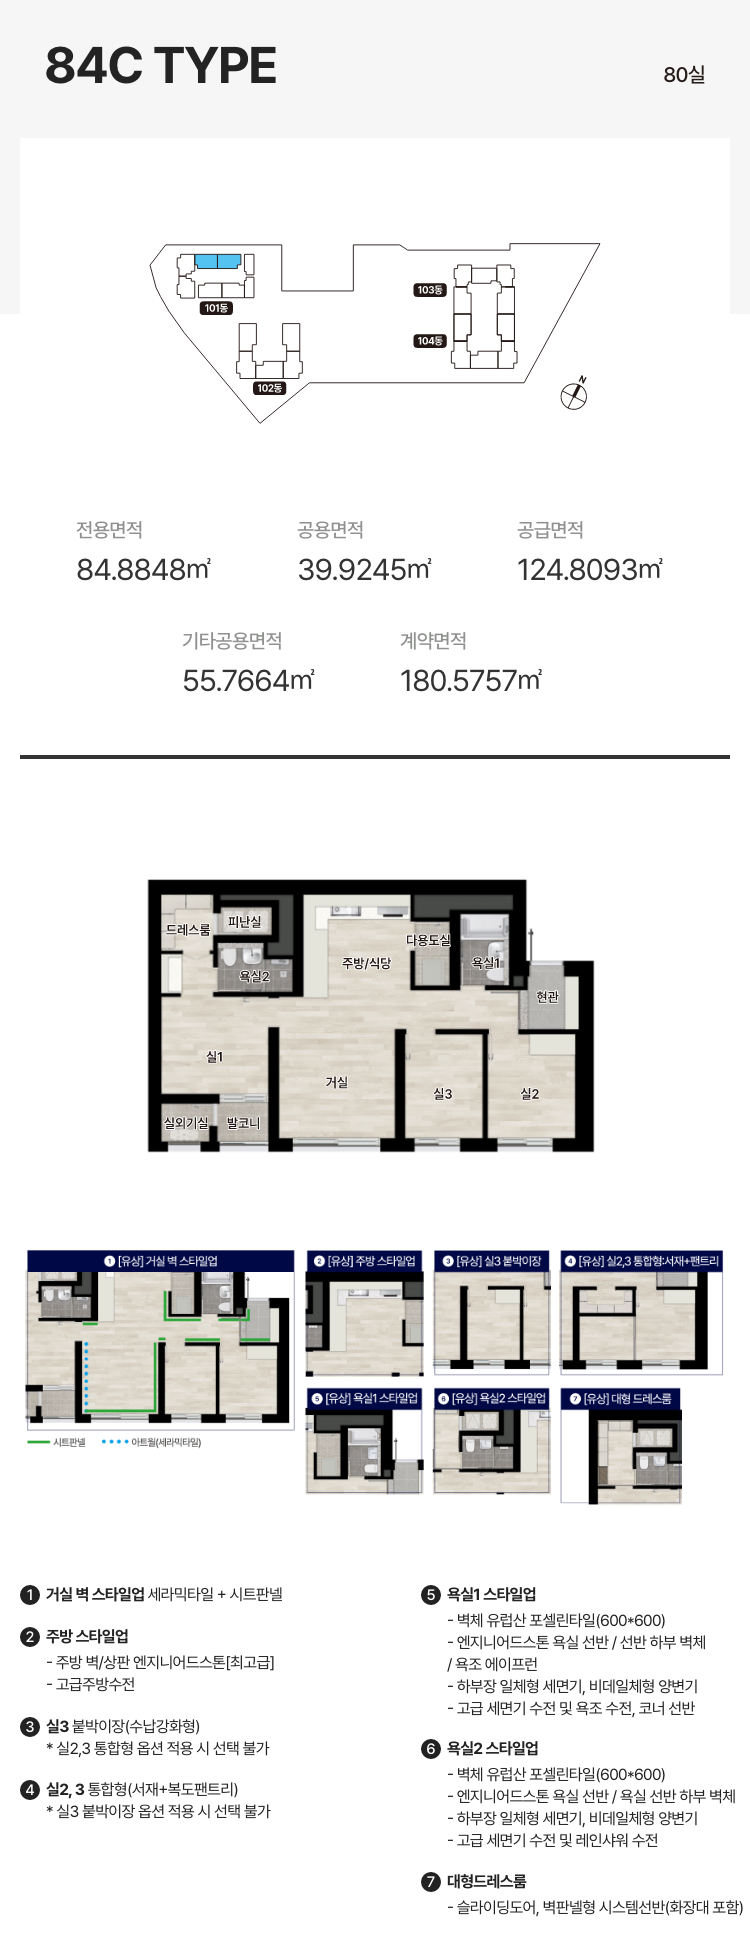 84C TYPE
80실
101동
102동
103동
104동
N
전용면적
84.8848㎡
공용면적
39.9245㎡
공급면적
124.8093㎡
기타공용면적
55.7664㎡
계약면적
180.5757㎡
드레스룸
피난실
욕실2
주방/식당
다용도실
욕실1
현관
실1
거실
실3
실2
실외기실
발코니
1 [유상] 거실 벽 스타일업
2 [유상] 주방 스타일업
3 [유상] 실3 붙박이장
4 [유상] 실2,3 통합형:서재+팬트리
5 [유상] 욕실1 스타일업
6 [유상] 욕실2 스타일업
7 [유상] 대형 드레스룸
시트판넬
아트월(세라믹타일)
1 거실 벽 스타일업 세라믹타일 + 시트판넬
2 주방 스타일업
- 주방 벽/상판 엔지니어드스톤[최고급]
- 고급주방수전
3 실3 붙박이장(수납강화형)
* 실2,3 통합형 옵션 적용 시 선택 불가
4 실2, 3 통합형(서재+복도팬트리)
* 실3 붙박이장 옵션 적용 시 선택 불가
5 욕실1 스타일업
- 벽체 유럽산 포셀린타일(600*600)
- 엔지니어드스톤 욕실 선반 / 선반 하부 벽체
/ 욕조 에이프런
- 하부장 일체형 세면기, 비데일체형 양변기
- 고급 세면기 수전 및 욕조 수전, 코너 선반
6 욕실2 스타일업
- 벽체 유럽산 포셀린타일(600*600)
- 엔지니어드스톤 욕실 선반 / 욕실 선반 하부 벽체
- 하부장 일체형 세면기, 비데일체형 양변기
- 고급 세면기 수전 및 레인샤워 수전
7 대형드레스룸
- 슬라이딩도어, 벽판넬형 시스템선반(화장대 포함)